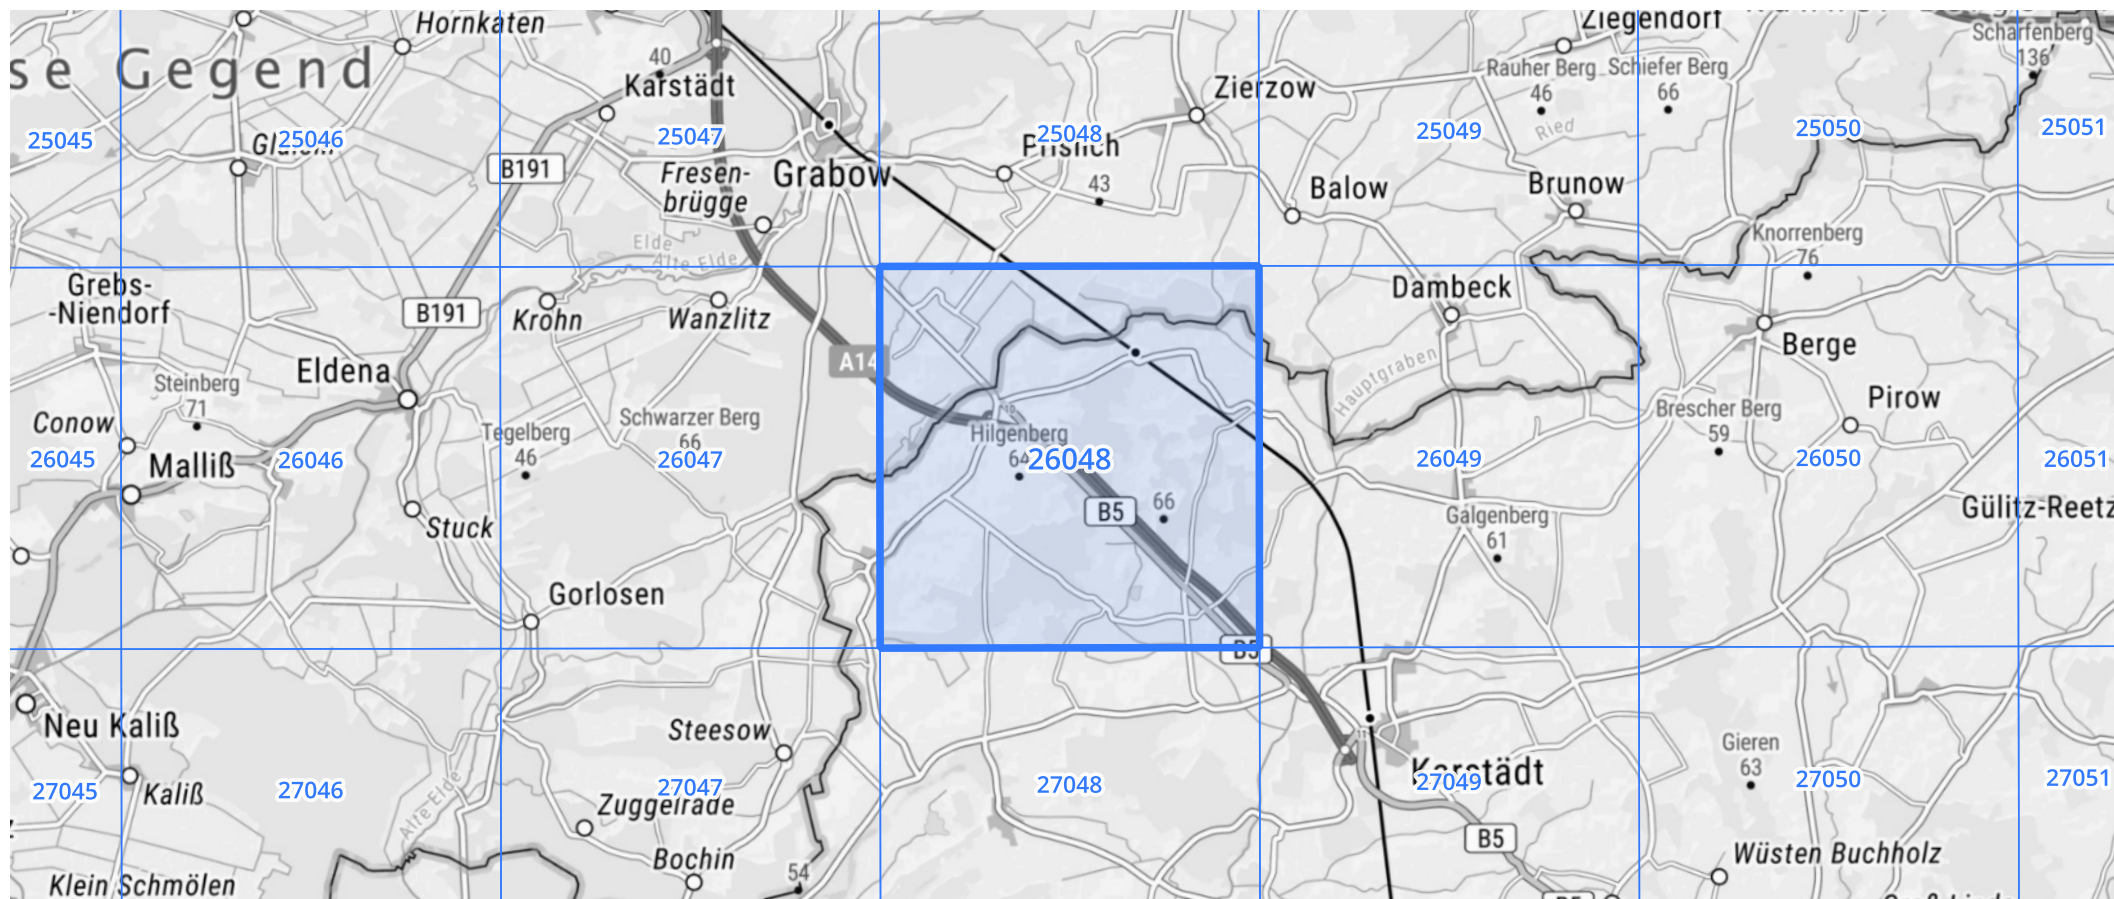 Hornkaten
Ziegendorf
Scharfenberg
136
se Gegend
40
Karstädt
Zierzow
Rauher Berg
46
Schiefer Berg
66
Ried
25045
25046
25047
25048
25049
25050
25051
B191
Grabow
Fresen-
brügge
43
Balow
Brunow
Knorrenberg
76
Elde
Alte Elde
Grebs-
-Niendorf
B191
Krohn
Wanzlitz
Dambeck
Berge
Eldena
A14
Hauptgraben
Steinberg
71
Conow
Tegelberg
46
Schwarzer Berg
66
Hilgenberg
64
10
Brescher Berg
59
Pirow
26045
Malliß
26046
26047
26048
26049
26050
26051
Stuck
B5
66
Galgenberg
61
Gülitz-Reetz
Gorlosen
B5
Neu Kaliß
Steesow
Gieren
63
11
Karstädt
27045
Kaliß
27046
27047
27048
27049
27050
27051
Alte Elde
Zuggelrade
B5
Bochin
54
Klein Schmölen
Wüsten Buchholz
B5